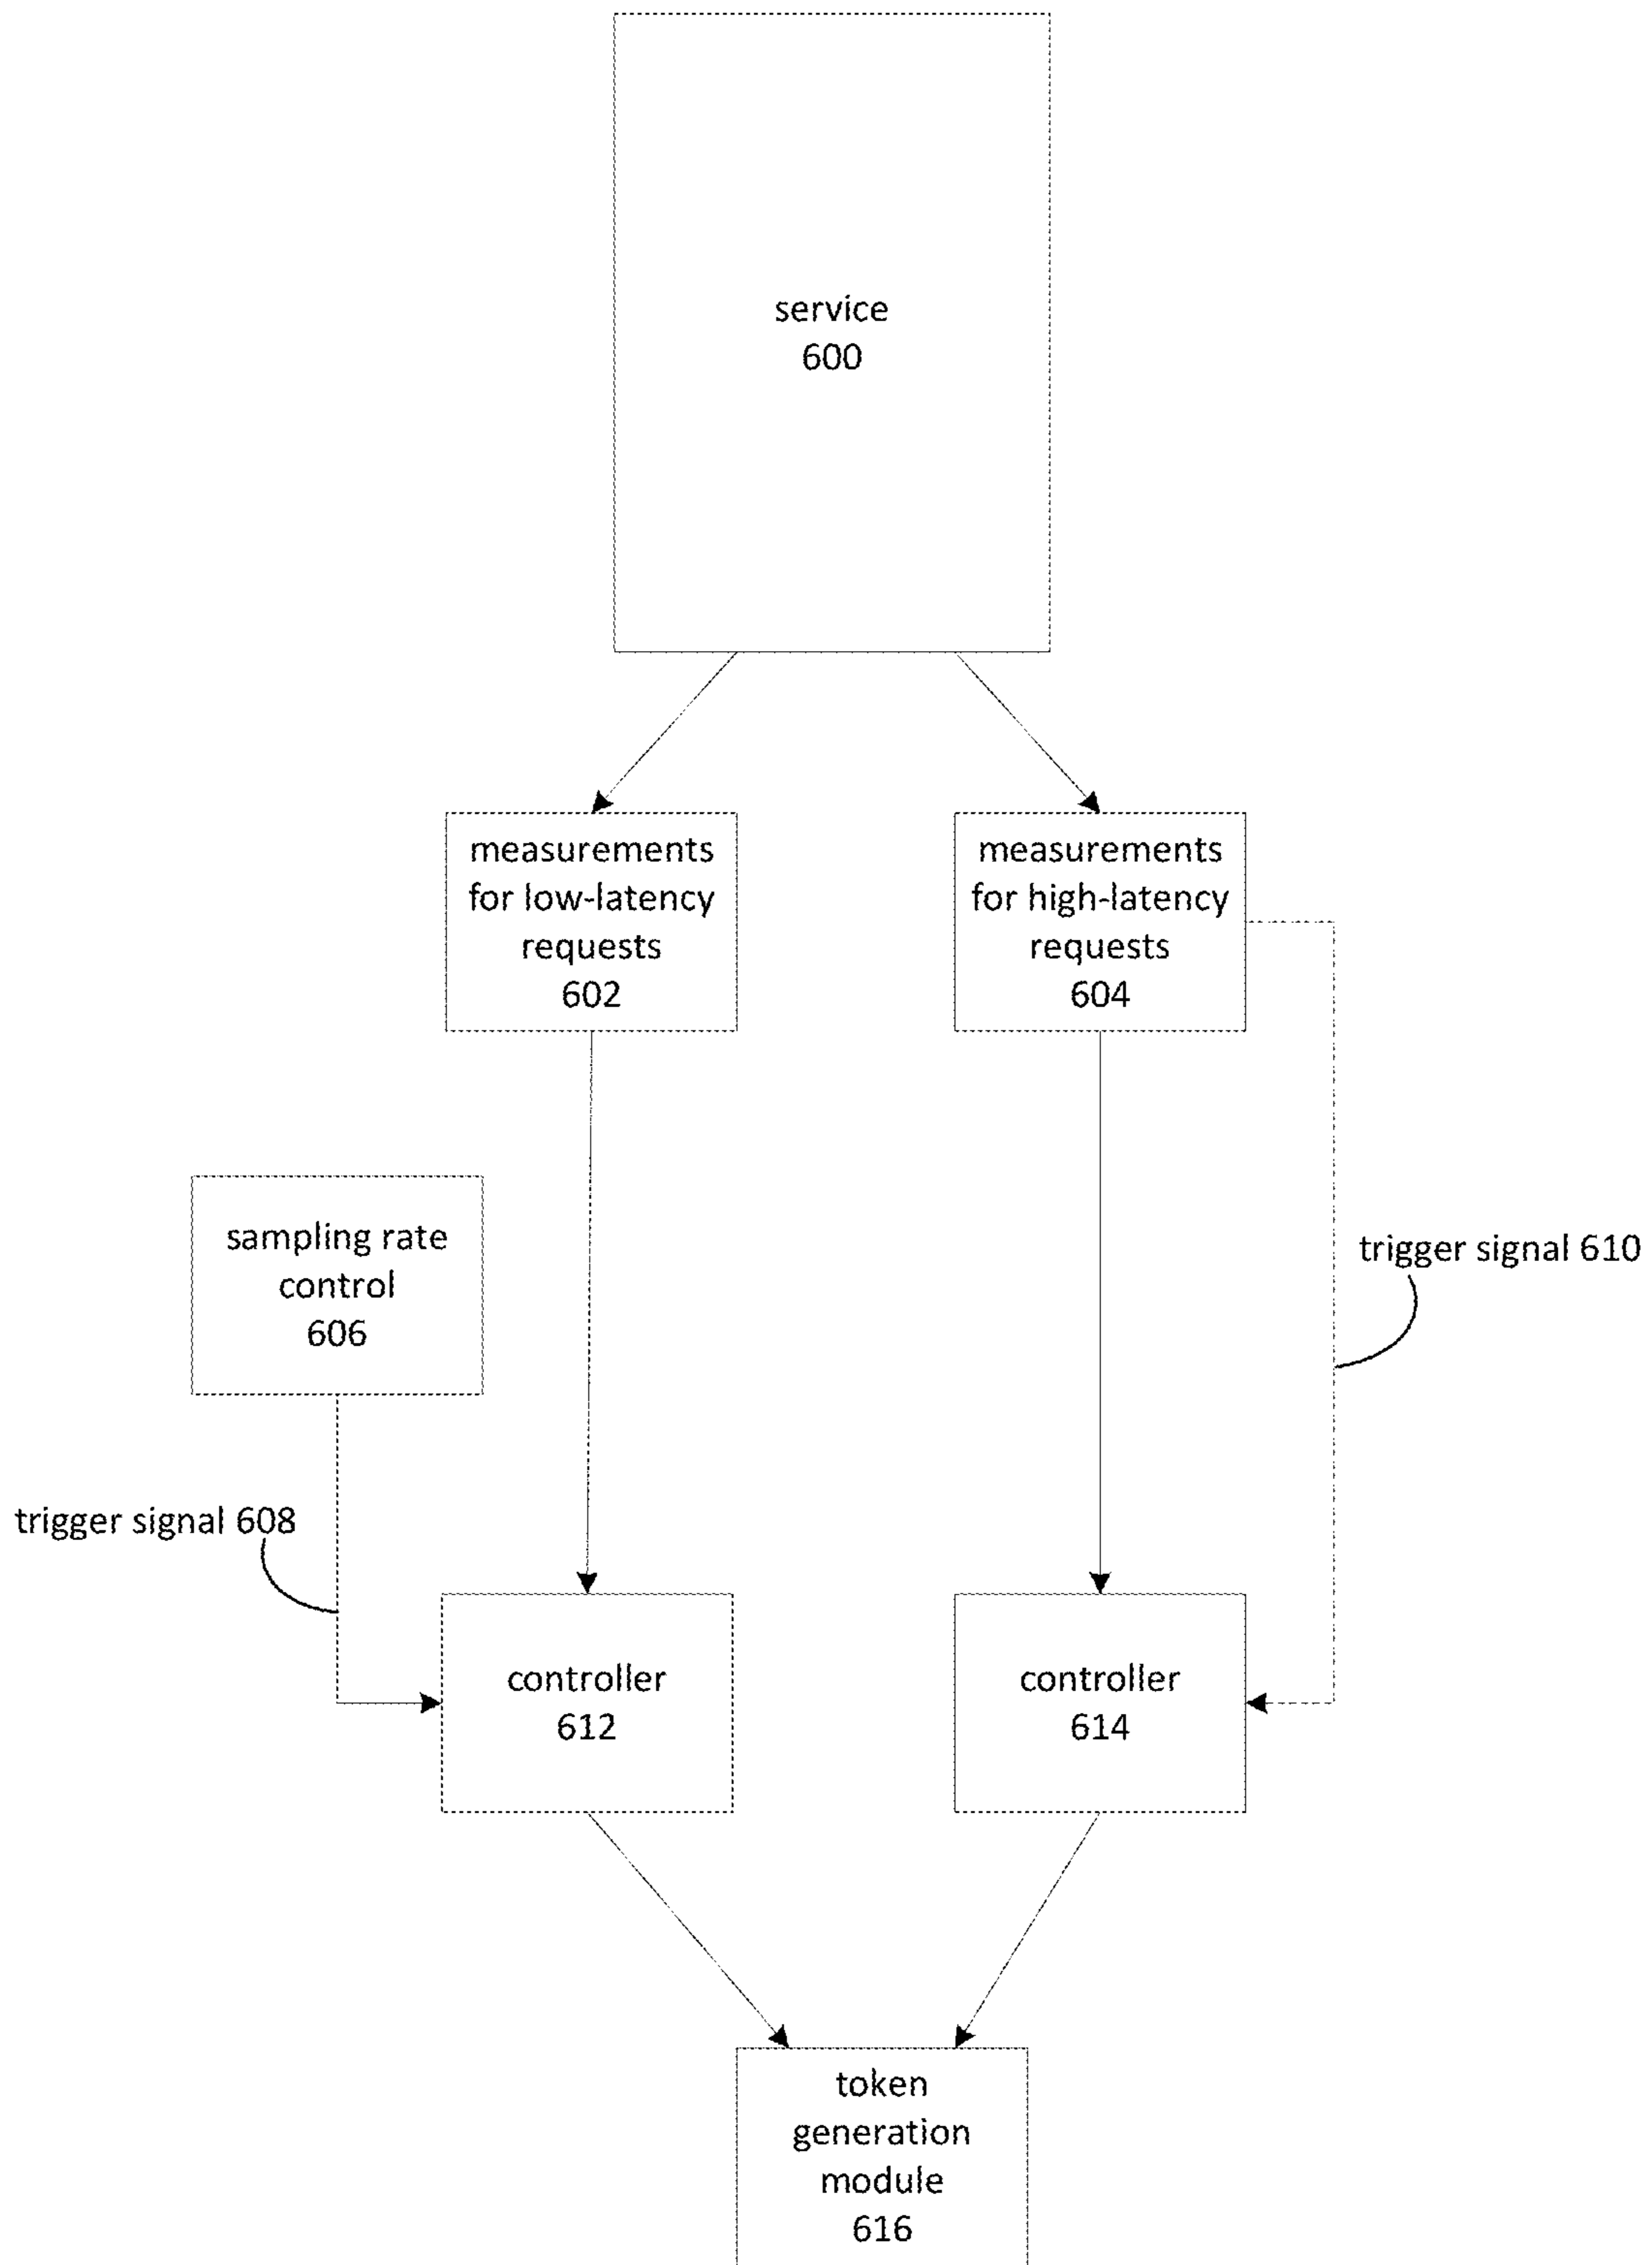 service
600
measurements
for low-latency
requests
602
measurements
for high-latency
requests
604
sampling rate
control
606
trigger signal 610
trigger signal 608
controller
612
controller
614
token
generation
module
616